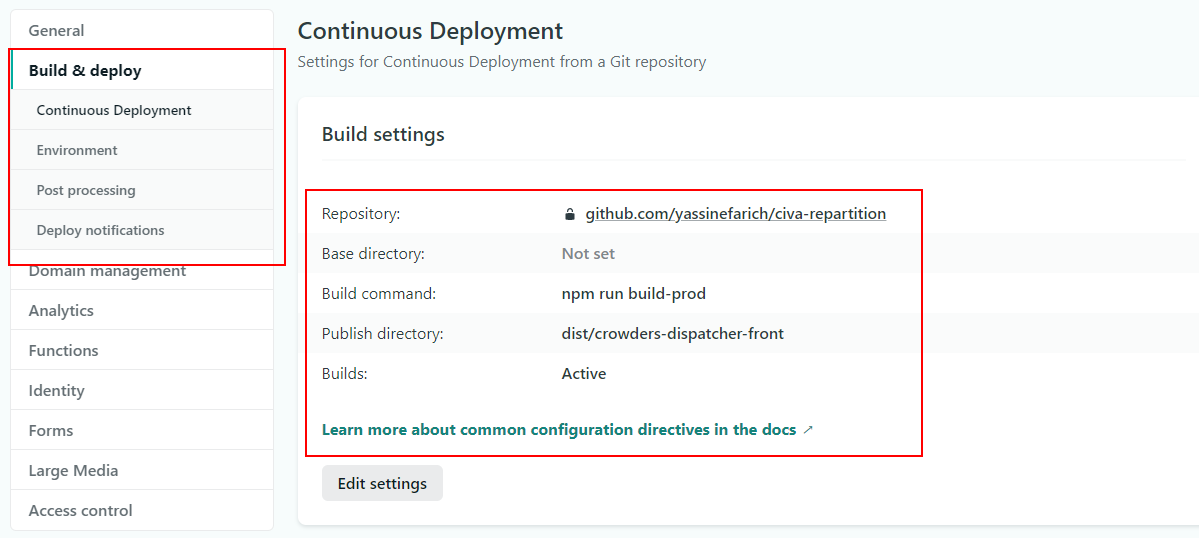 General
Build & deploy
Continuous Deployment
Environment
Post processing
Deploy notifications
Domain management
Analytics
Functions
Identity
Forms
Large Media
Access control
Continuous Deployment
Settings for Continuous Deployment from a Git repository
Build settings
Repository: github.com/yassinefarich/civa-repartition
Base directory: Not set
Build command: npm run build-prod
Publish directory: dist/crowders-dispatcher-front
Builds: Active
Learn more about common configuration directives in the docs ↗
Edit settings